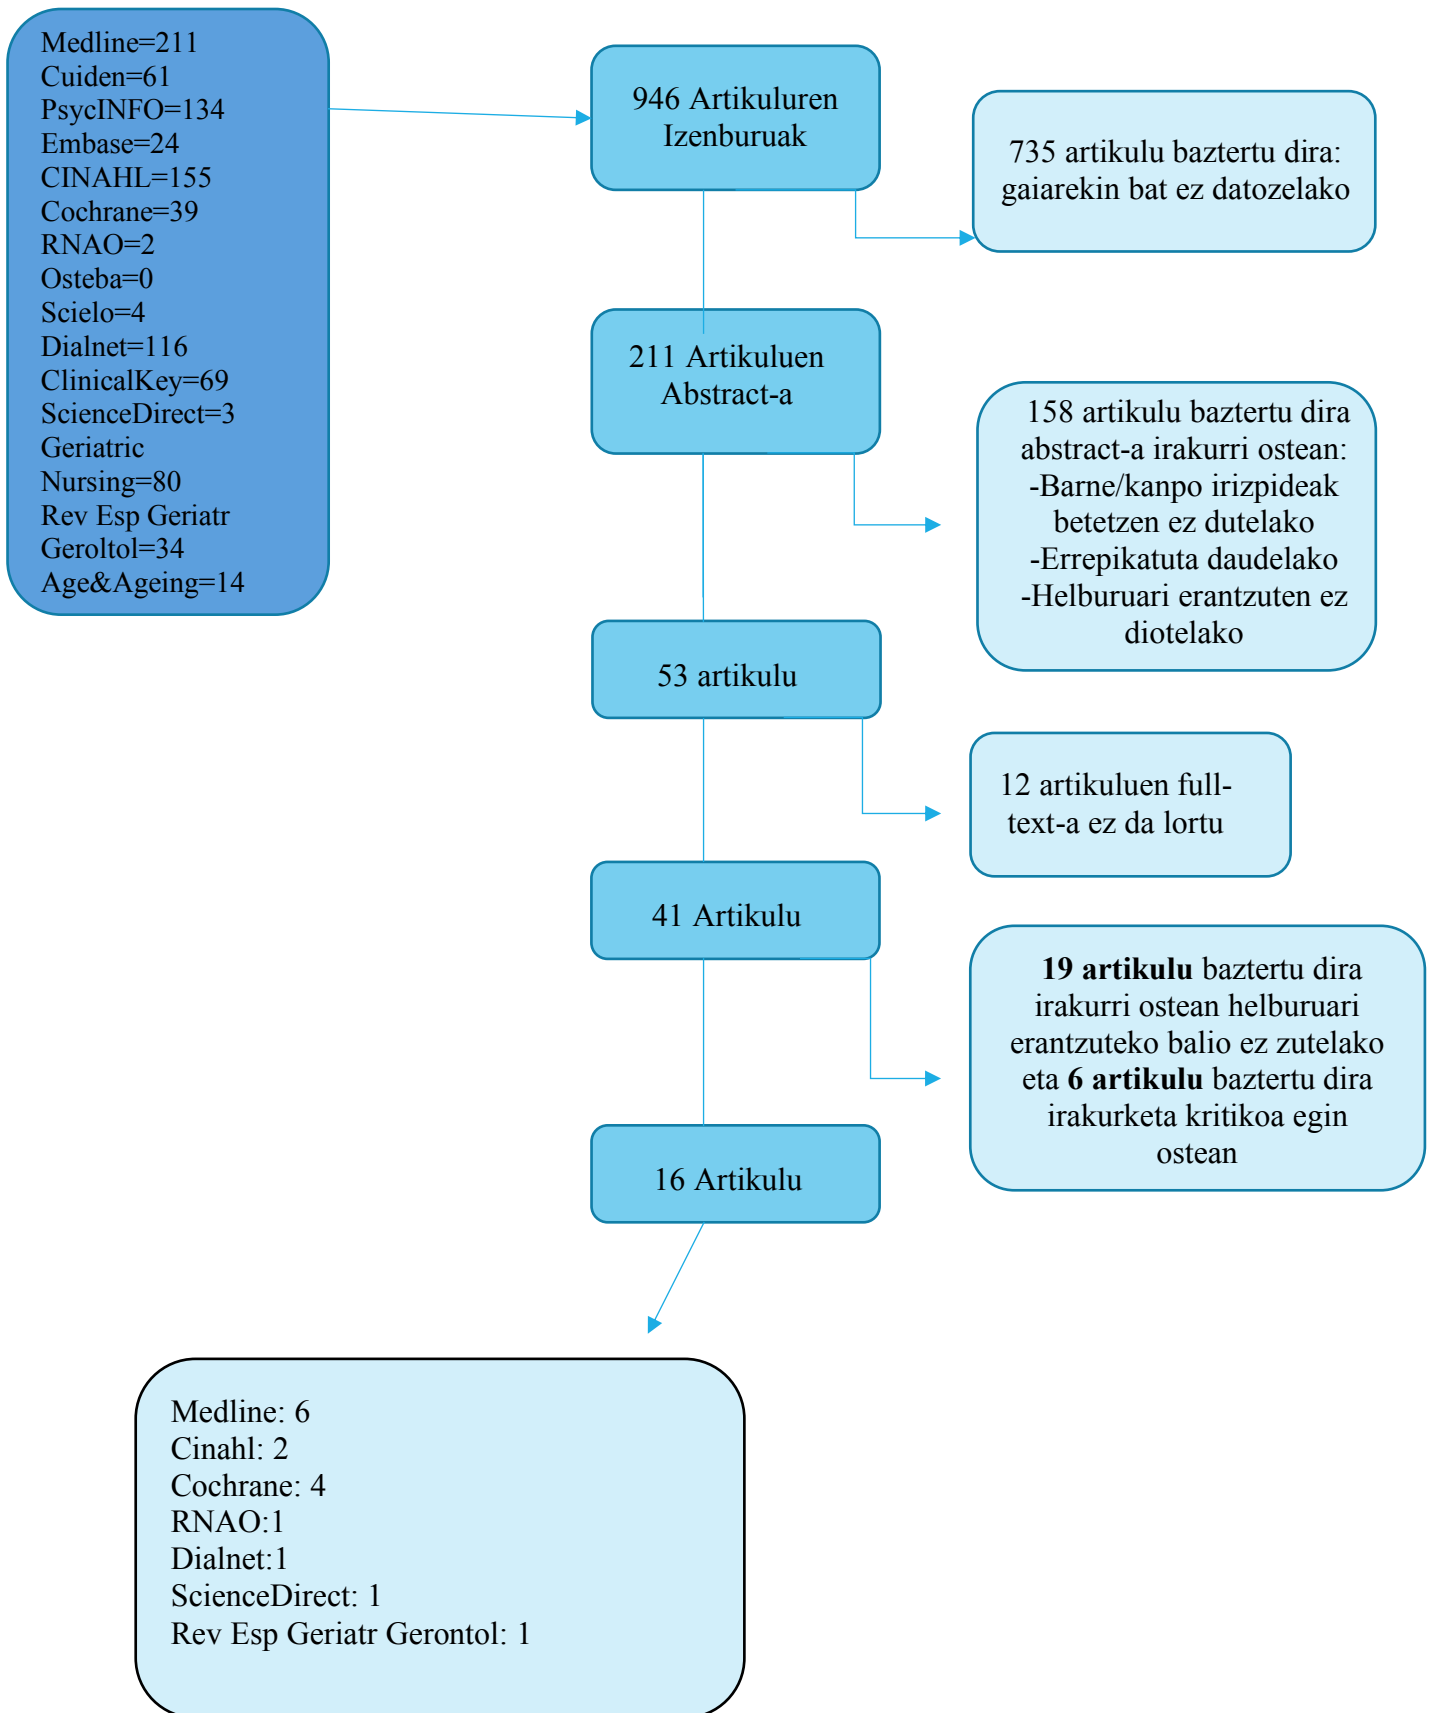 Medline=211
Cuiden=61
PsycINFO=134
Embase=24
CINAHL=155
Cochrane=39
RNAO=2
Osteba=0
Scielo=4
Dialnet=116
ClinicalKey=69
ScienceDirect=3
Geriatric
Nursing=80
Rev Esp Geriatr
Geroltol=34
Age&Ageing=14
946 Artikuluren
Izenburuak
735 artikulu baztertu dira:
gaiarekin bat ez datozelako
211 Artikuluen
Abstract-a
158 artikulu baztertu dira
abstract-a irakurri ostean:
-Barne/kanpo irizpideak
betetzen ez dutelako
-Errepikatuta daudelako
-Helburuari erantzuten ez
diotelako
53 artikulu
12 artikuluen full-
text-a ez da lortu
41 Artikulu
19 artikulu baztertu dira
irakurri ostean helburuari
erantzuteko balio ez zutelako
eta 6 artikulu baztertu dira
irakurketa kritikoa egin
ostean
16 Artikulu
Medline: 6
Cinahl: 2
Cochrane: 4
RNAO:1
Dialnet:1
ScienceDirect: 1
Rev Esp Geriatr Gerontol: 1